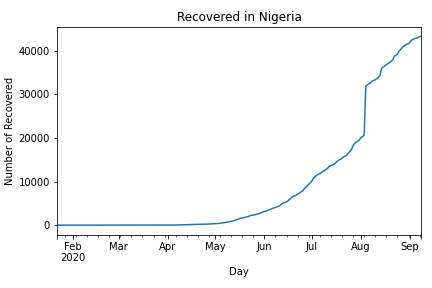 Recovered in Nigeria
Number of Recovered
40000
30000
20000
10000
0
Feb Mar Apr May Jun Jul Aug Sep
2020
Day